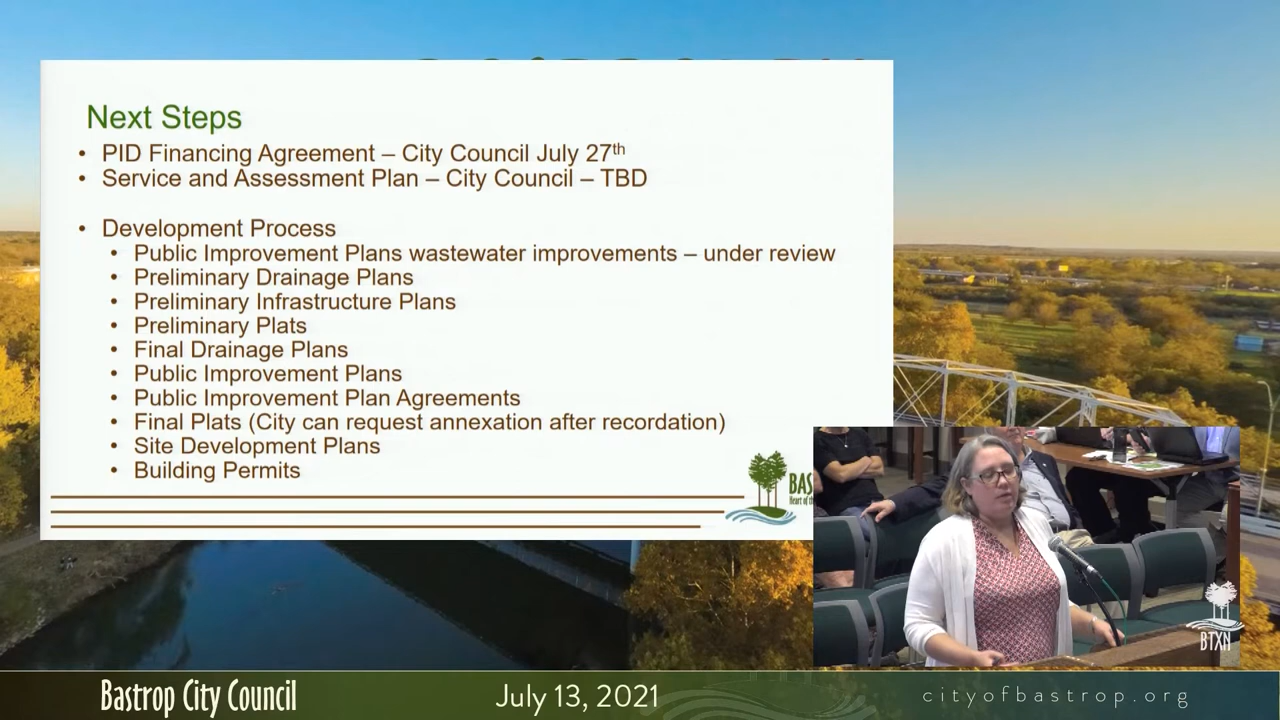 Next Steps
• PID Financing Agreement – City Council July 27th
• Service and Assessment Plan – City Council – TBD
• Development Process
• Public Improvement Plans wastewater improvements – under review
• Preliminary Drainage Plans
• Preliminary Infrastructure Plans
• Preliminary Plats
• Final Drainage Plans
• Public Improvement Plans
• Public Improvement Plan Agreements
• Final Plats (City can request annexation after recordation)
• Site Development Plans
• Building Permits
BTXN
Bastrop City Council
July 13, 2021
cityofbastrop.org